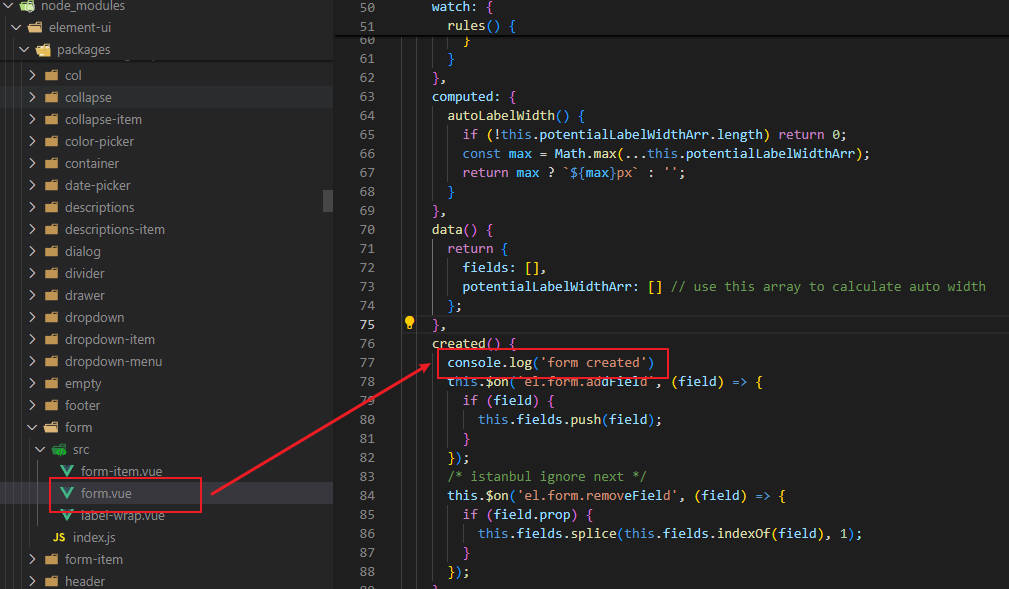 node_modules
element-ui
packages
col
collapse
collapse-item
color-picker
container
date-picker
descriptions
descriptions-item
dialog
divider
drawer
dropdown
dropdown-item
dropdown-menu
empty
footer
form
src
form-item.vue
form.vue
label-wrap.vue
JS index.js
form-item
header
50 watch: {
51 rules() {
60 }
61 }
62 },
63 computed: {
64 autoLabelWidth() {
65 if (!this.potentialLabelWidthArr.length) return 0;
66 const max = Math.max(...this.potentialLabelWidthArr);
67 return max ? `${max}px` : '';
68 }
69 },
70 data() {
71 return {
72 fields: [],
73 potentialLabelWidthArr: [] // use this array to calculate auto width
74 };
75 },
76 created() {
77 console.log('form created')
78 this.$on('el.form.addField', (field) => {
79 if (field) {
80 this.fields.push(field);
81 }
82 });
83 /* istanbul ignore next */
84 this.$on('el.form.removeField', (field) => {
85 if (field.prop) {
86 this.fields.splice(this.fields.indexOf(field), 1);
87 }
88 });